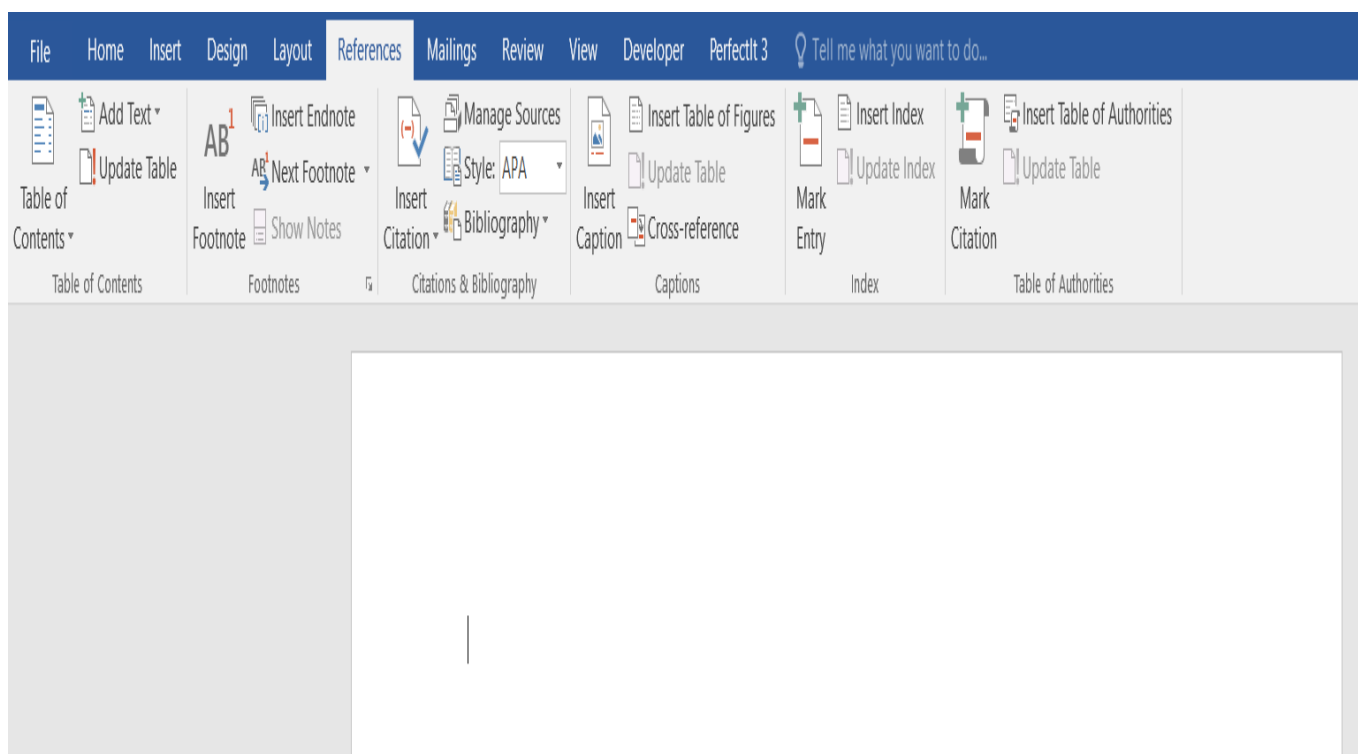 File Home Insert Design Layout References Mailings Review View Developer PerfectIt 3 Tell me what you want to do...
Table of Contents
Add Text
Update Table
Table of Contents
AB1
Insert Footnote
Insert Endnote
AB1 Next Footnote
Show Notes
Footnotes
Insert Citation
Manage Sources
Style: APA
Bibliography
Citations & Bibliography
Insert Caption
Insert Table of Figures
Update Table
Cross-reference
Captions
Mark Entry
Insert Index
Update Index
Index
Mark Citation
Insert Table of Authorities
Update Table
Table of Authorities